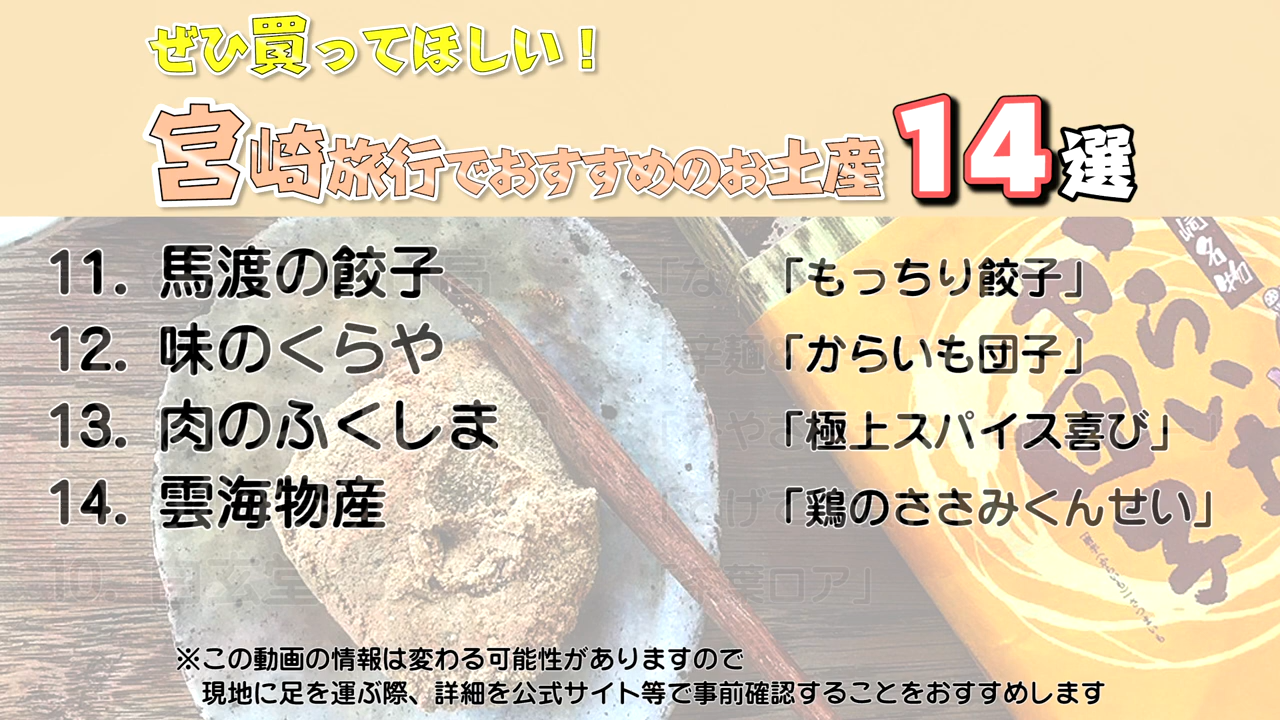 ぜひ買ってほしい！
宮崎旅行でおすすめのお土産14選
11. 馬渡の餃子 「もっちり餃子」
12. 味のくらや 「からいも団子」
13. 肉のふくしま 「極上スパイス喜び」
14. 雲海物産 「鶏のささみくんせい」
※この動画の情報は変わる可能性がありますので
現地に足を運ぶ際、詳細を公式サイト等で事前確認することをおすすめします